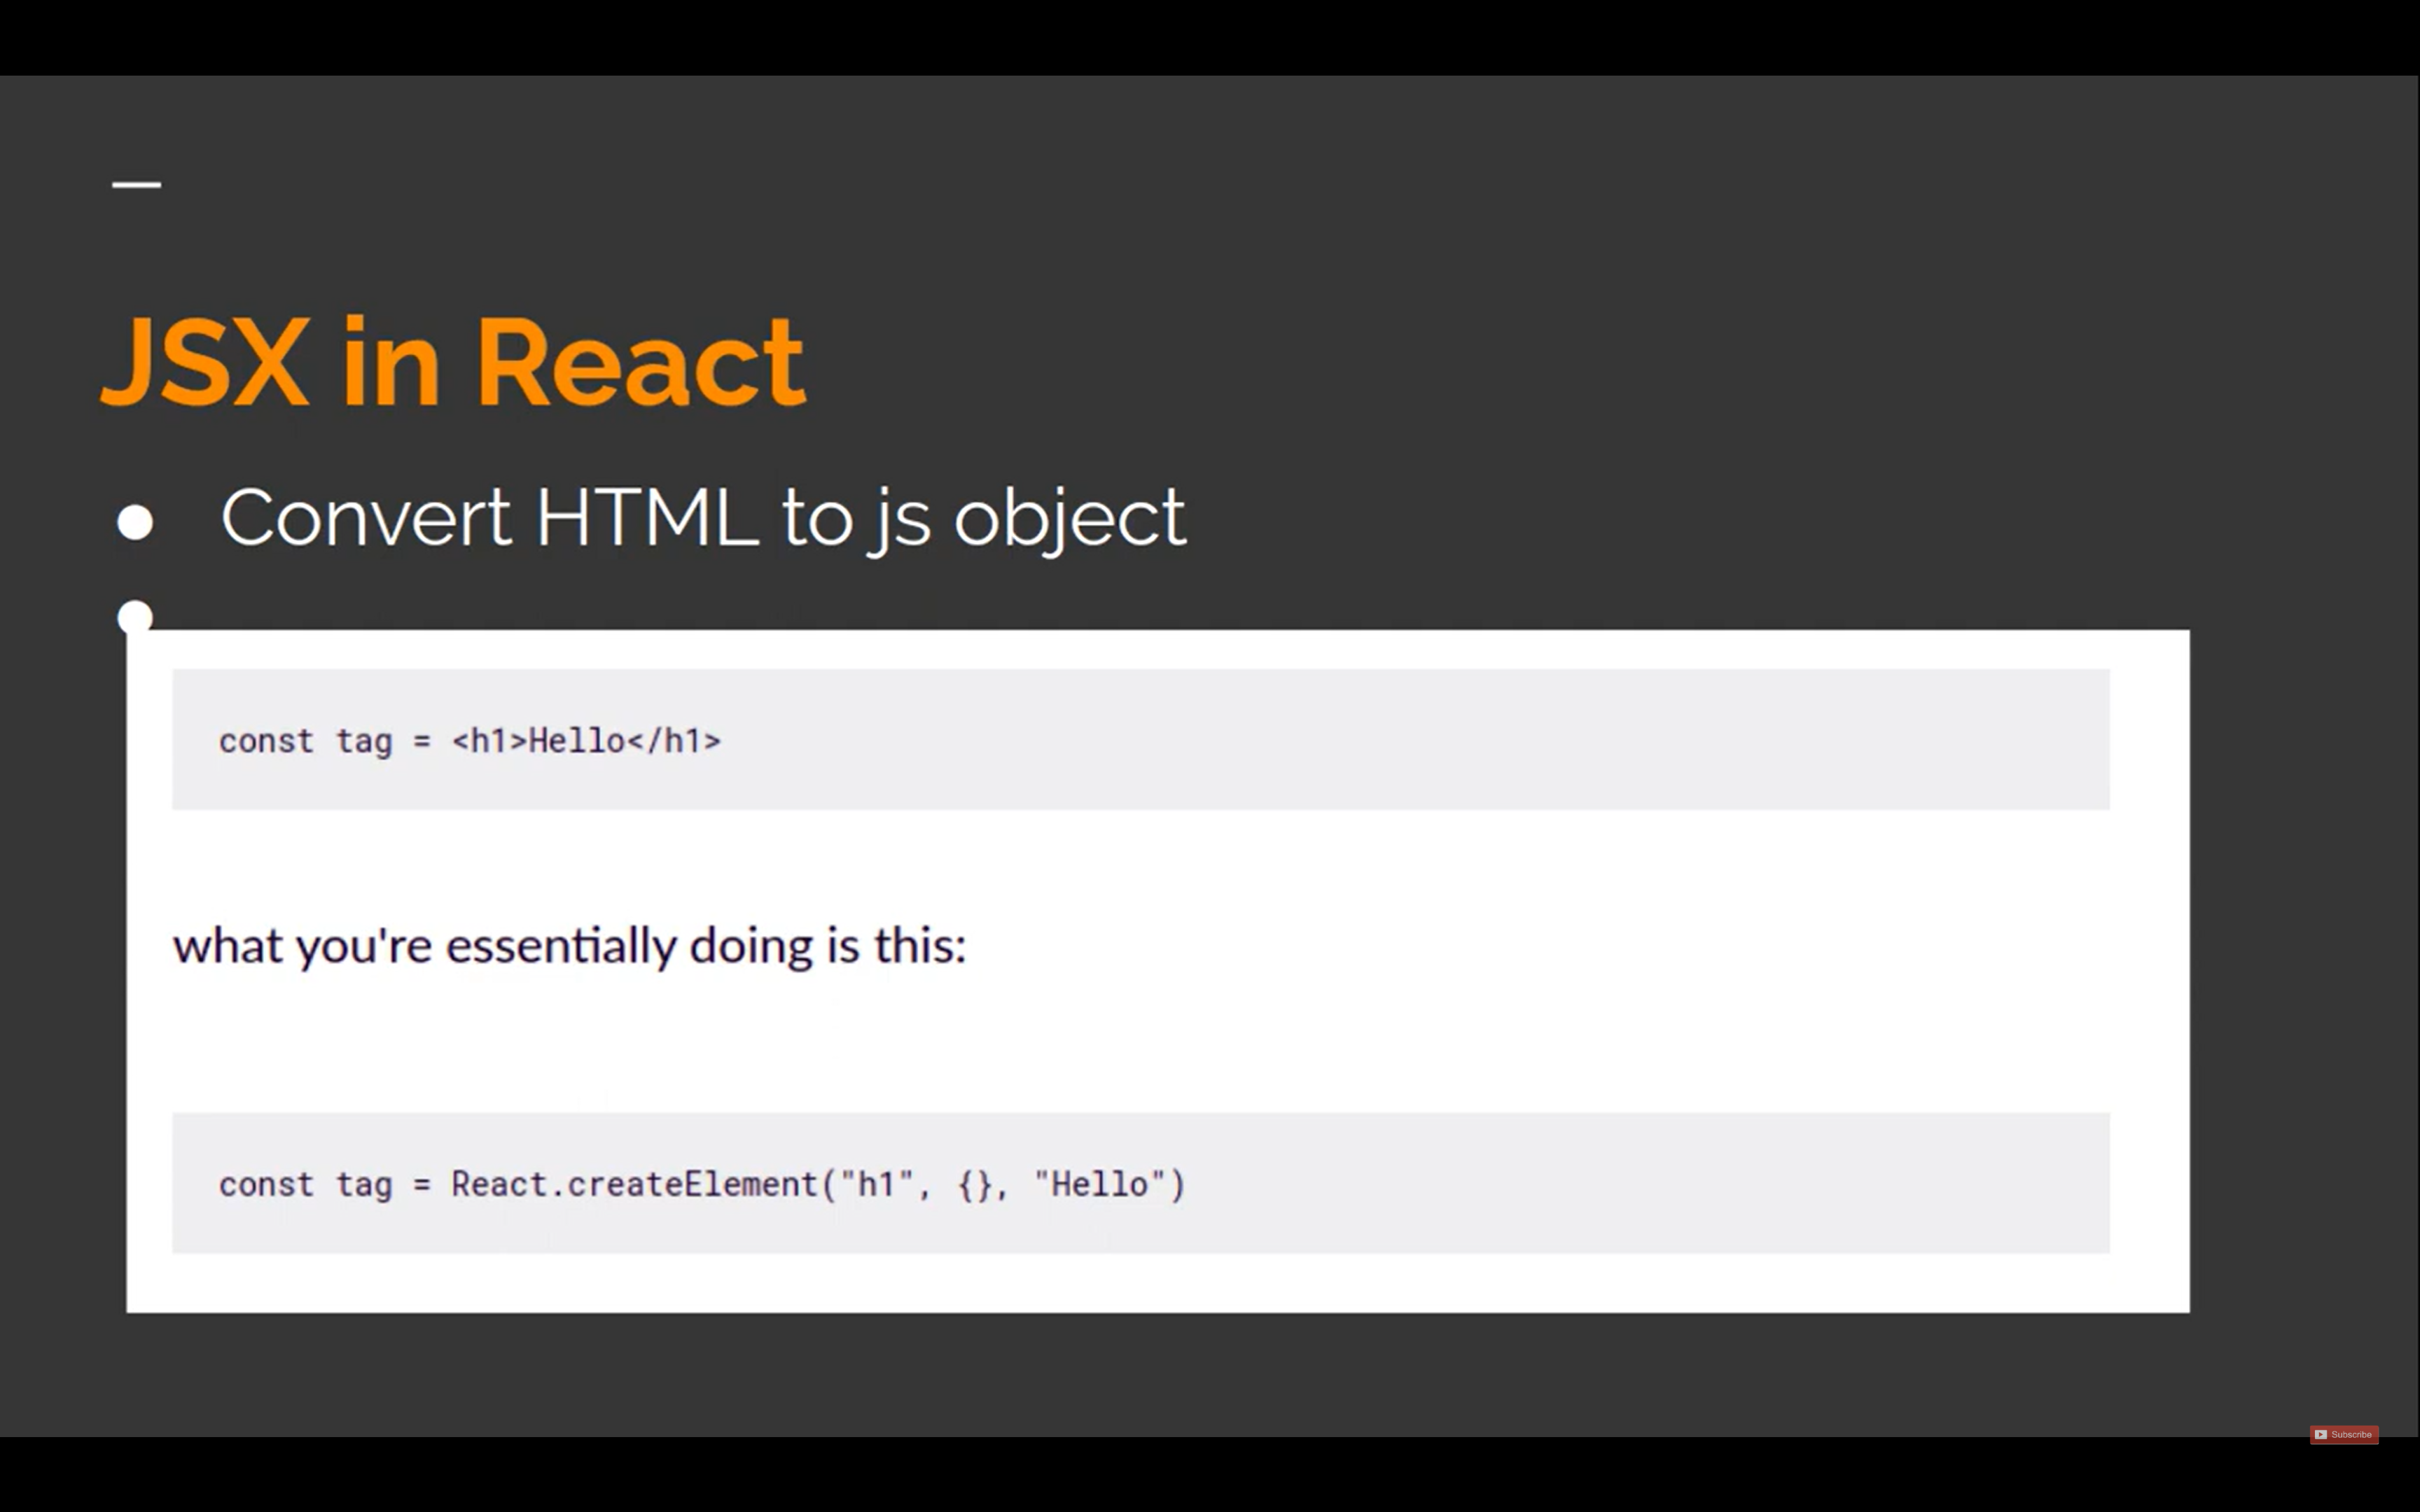 JSX in React
● Convert HTML to js object
●
const tag = <h1>Hello</h1>
what you're essentially doing is this:
const tag = React.createElement("h1", {}, "Hello")
Subscribe